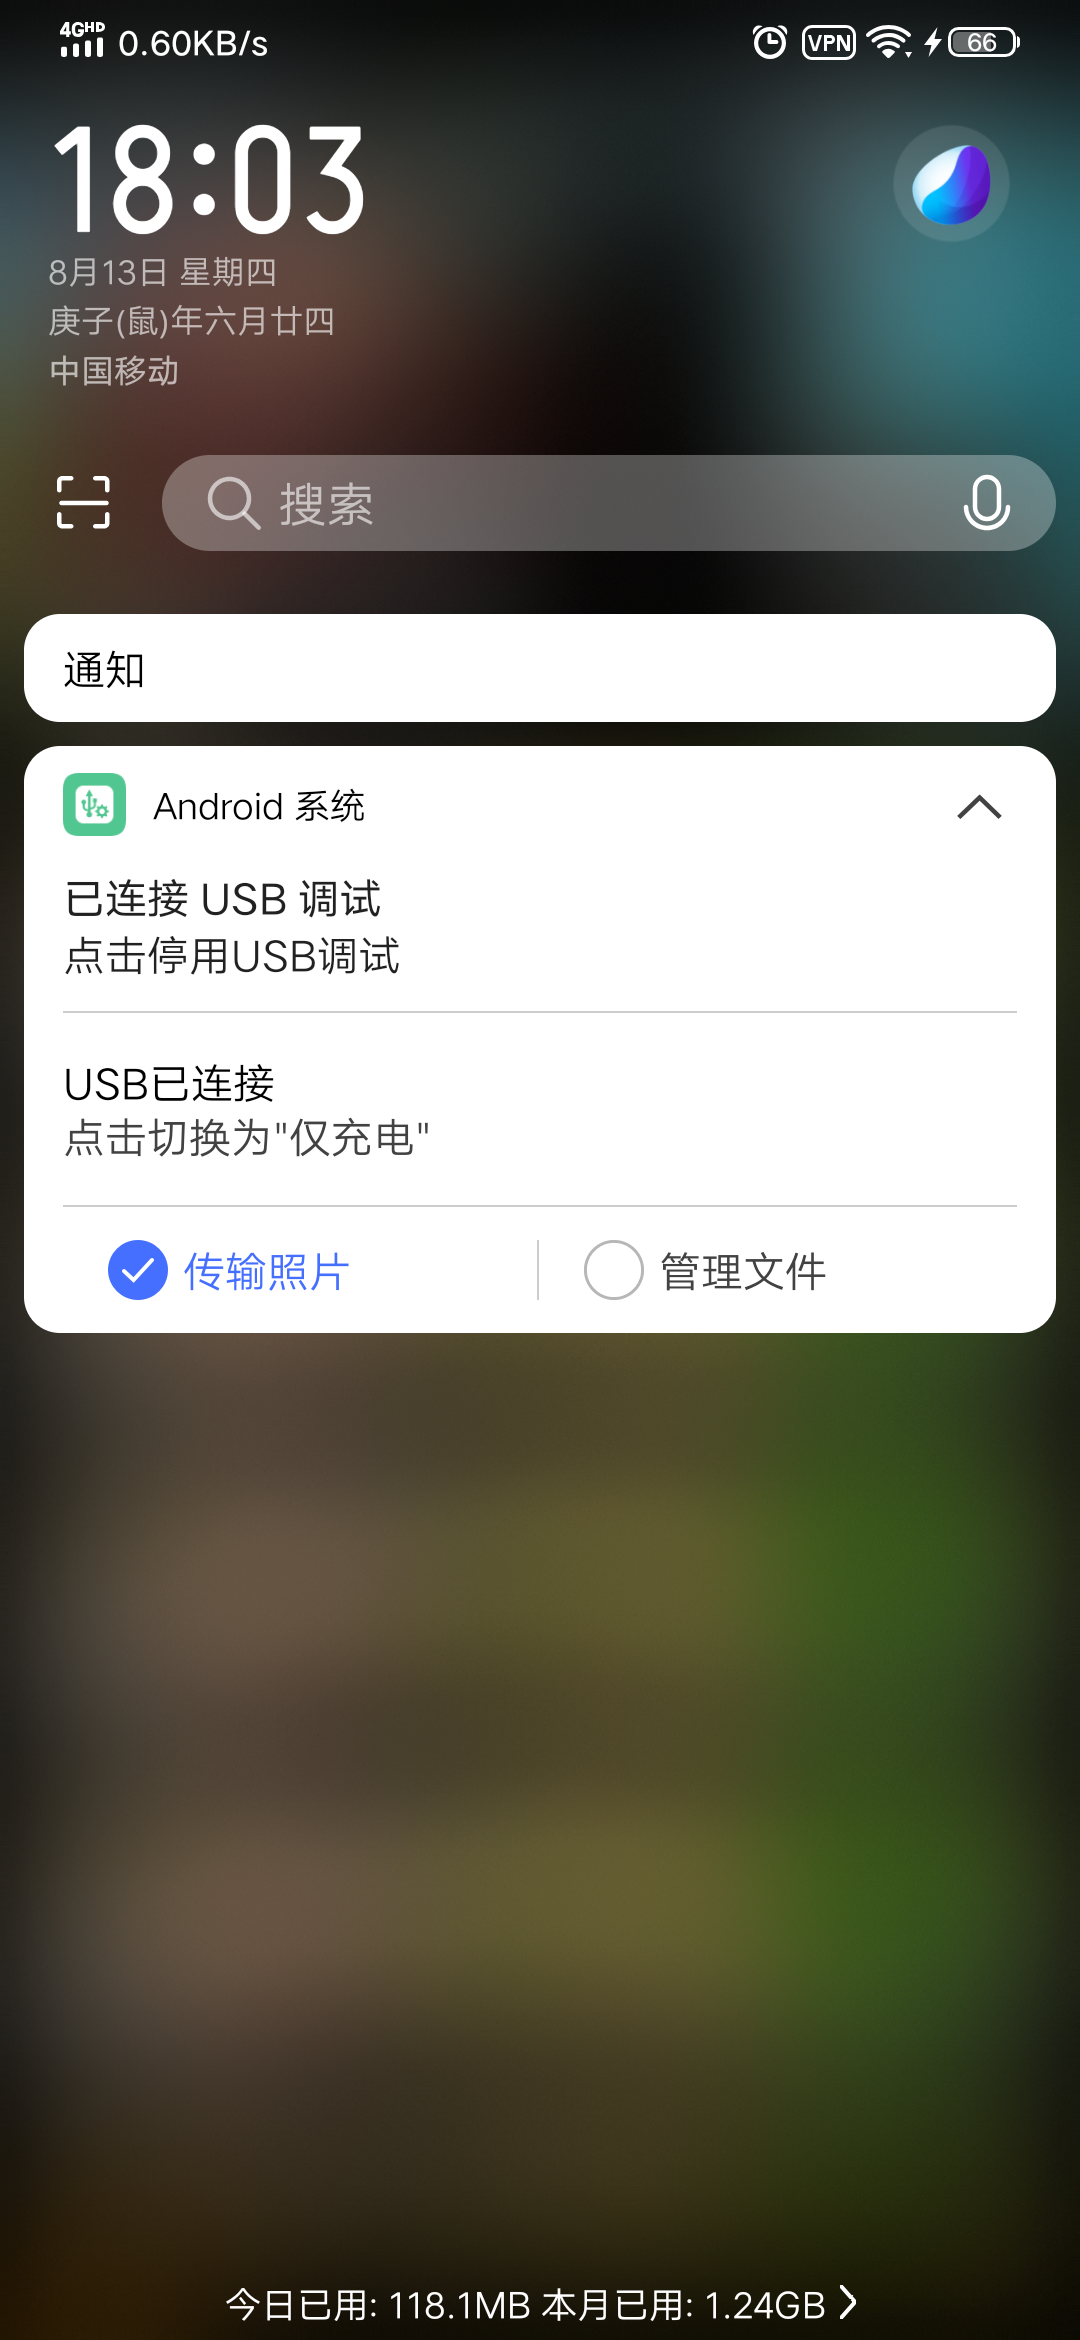 4GHD 0.60KB/s VPN 66
18:03
8月13日 星期四
庚子(鼠)年六月廿四
中国移动
搜索
通知
Android 系统
已连接 USB 调试
点击停用USB调试
USB已连接
点击切换为"仅充电"
传输照片 管理文件
今日已用: 118.1MB 本月已用: 1.24GB